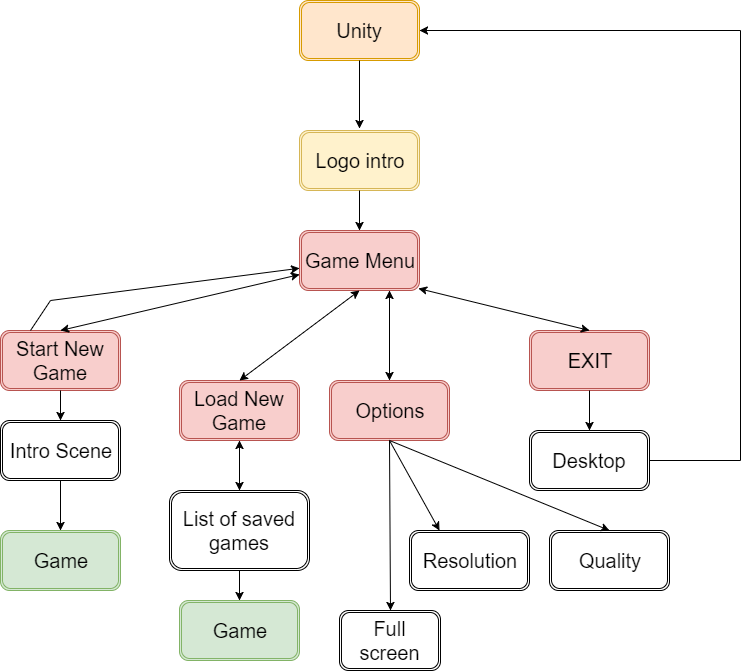 Unity
Logo intro
Game Menu
Start New
Game
Load New
Game
Options
EXIT
Intro Scene
Desktop
List of saved
games
Game
Resolution
Quality
Game
Full
screen